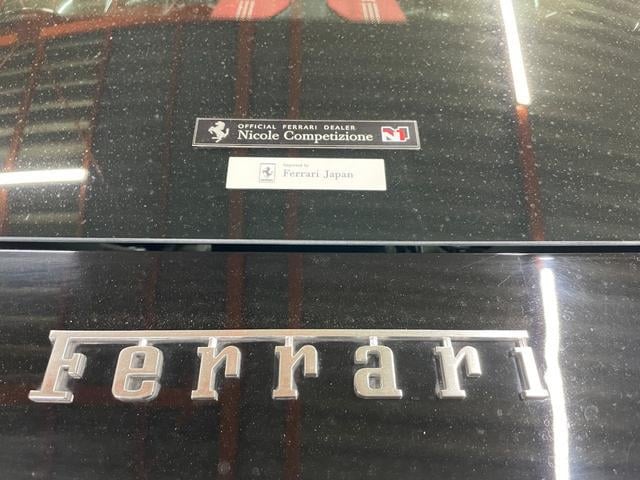 OFFICIAL FERRARI DEALER
Nicole Competizione
Imported by
Ferrari Japan
Ferrari